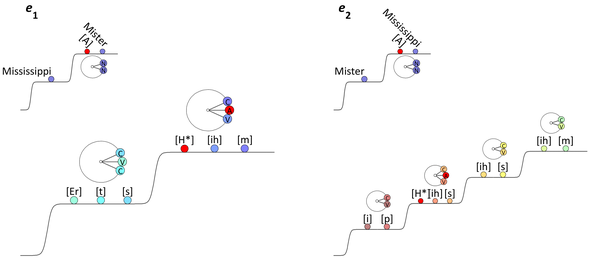 e1
Mister
[A]
Mississippi
N
N
C
A
V
[H*] [ih] [m]
C
V
C
[Er] [t] [s]
e2
Mississippi
[A]
Mister
N
N
C
V
[ih] [m]
C
V
[ih] [s]
C
A
V
[H*] [ih] [s]
C
V
[i] [p]